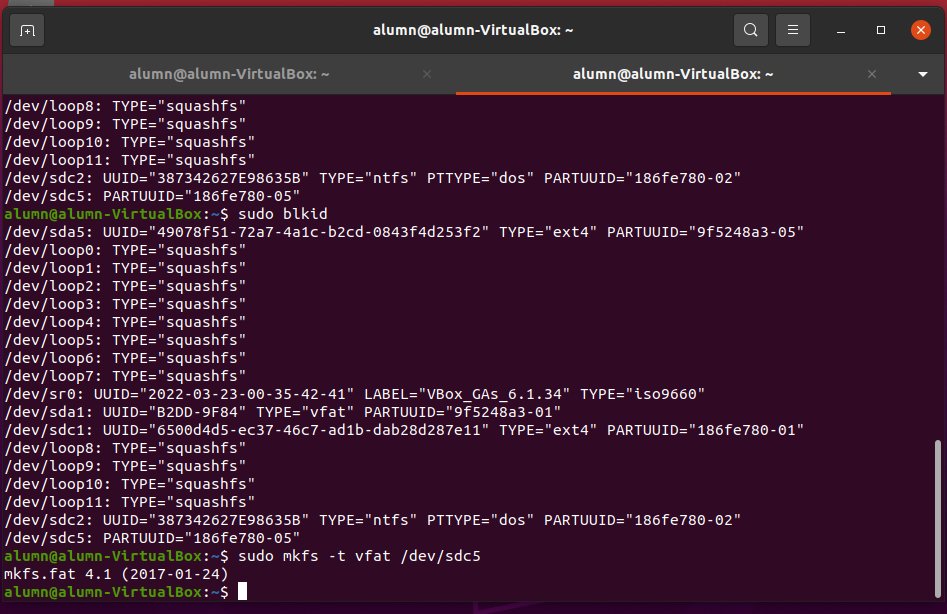 alumn@alumn-VirtualBox: ~
alumn@alumn-VirtualBox: ~
alumn@alumn-VirtualBox: ~
/dev/loop8: TYPE="squashfs"
/dev/loop9: TYPE="squashfs"
/dev/loop10: TYPE="squashfs"
/dev/loop11: TYPE="squashfs"
/dev/sdc2: UUID="387342627E98635B" TYPE="ntfs" PTTYPE="dos" PARTUUID="186fe780-02"
/dev/sdc5: PARTUUID="186fe780-05"
alumn@alumn-VirtualBox:~$ sudo blkid
/dev/sda5: UUID="49078f51-72a7-4a1c-b2cd-0843f4d253f2" TYPE="ext4" PARTUUID="9f5248a3-05"
/dev/loop0: TYPE="squashfs"
/dev/loop1: TYPE="squashfs"
/dev/loop2: TYPE="squashfs"
/dev/loop3: TYPE="squashfs"
/dev/loop4: TYPE="squashfs"
/dev/loop5: TYPE="squashfs"
/dev/loop6: TYPE="squashfs"
/dev/loop7: TYPE="squashfs"
/dev/sr0: UUID="2022-03-23-00-35-42-41" LABEL="VBox_GAs_6.1.34" TYPE="iso9660"
/dev/sda1: UUID="B2DD-9F84" TYPE="vfat" PARTUUID="9f5248a3-01"
/dev/sdc1: UUID="6500d4d5-ec37-46c7-ad1b-dab28d287e11" TYPE="ext4" PARTUUID="186fe780-01"
/dev/loop8: TYPE="squashfs"
/dev/loop9: TYPE="squashfs"
/dev/loop10: TYPE="squashfs"
/dev/loop11: TYPE="squashfs"
/dev/sdc2: UUID="387342627E98635B" TYPE="ntfs" PTTYPE="dos" PARTUUID="186fe780-02"
/dev/sdc5: PARTUUID="186fe780-05"
alumn@alumn-VirtualBox:~$ sudo mkfs -t vfat /dev/sdc5
mkfs.fat 4.1 (2017-01-24)
alumn@alumn-VirtualBox:~$